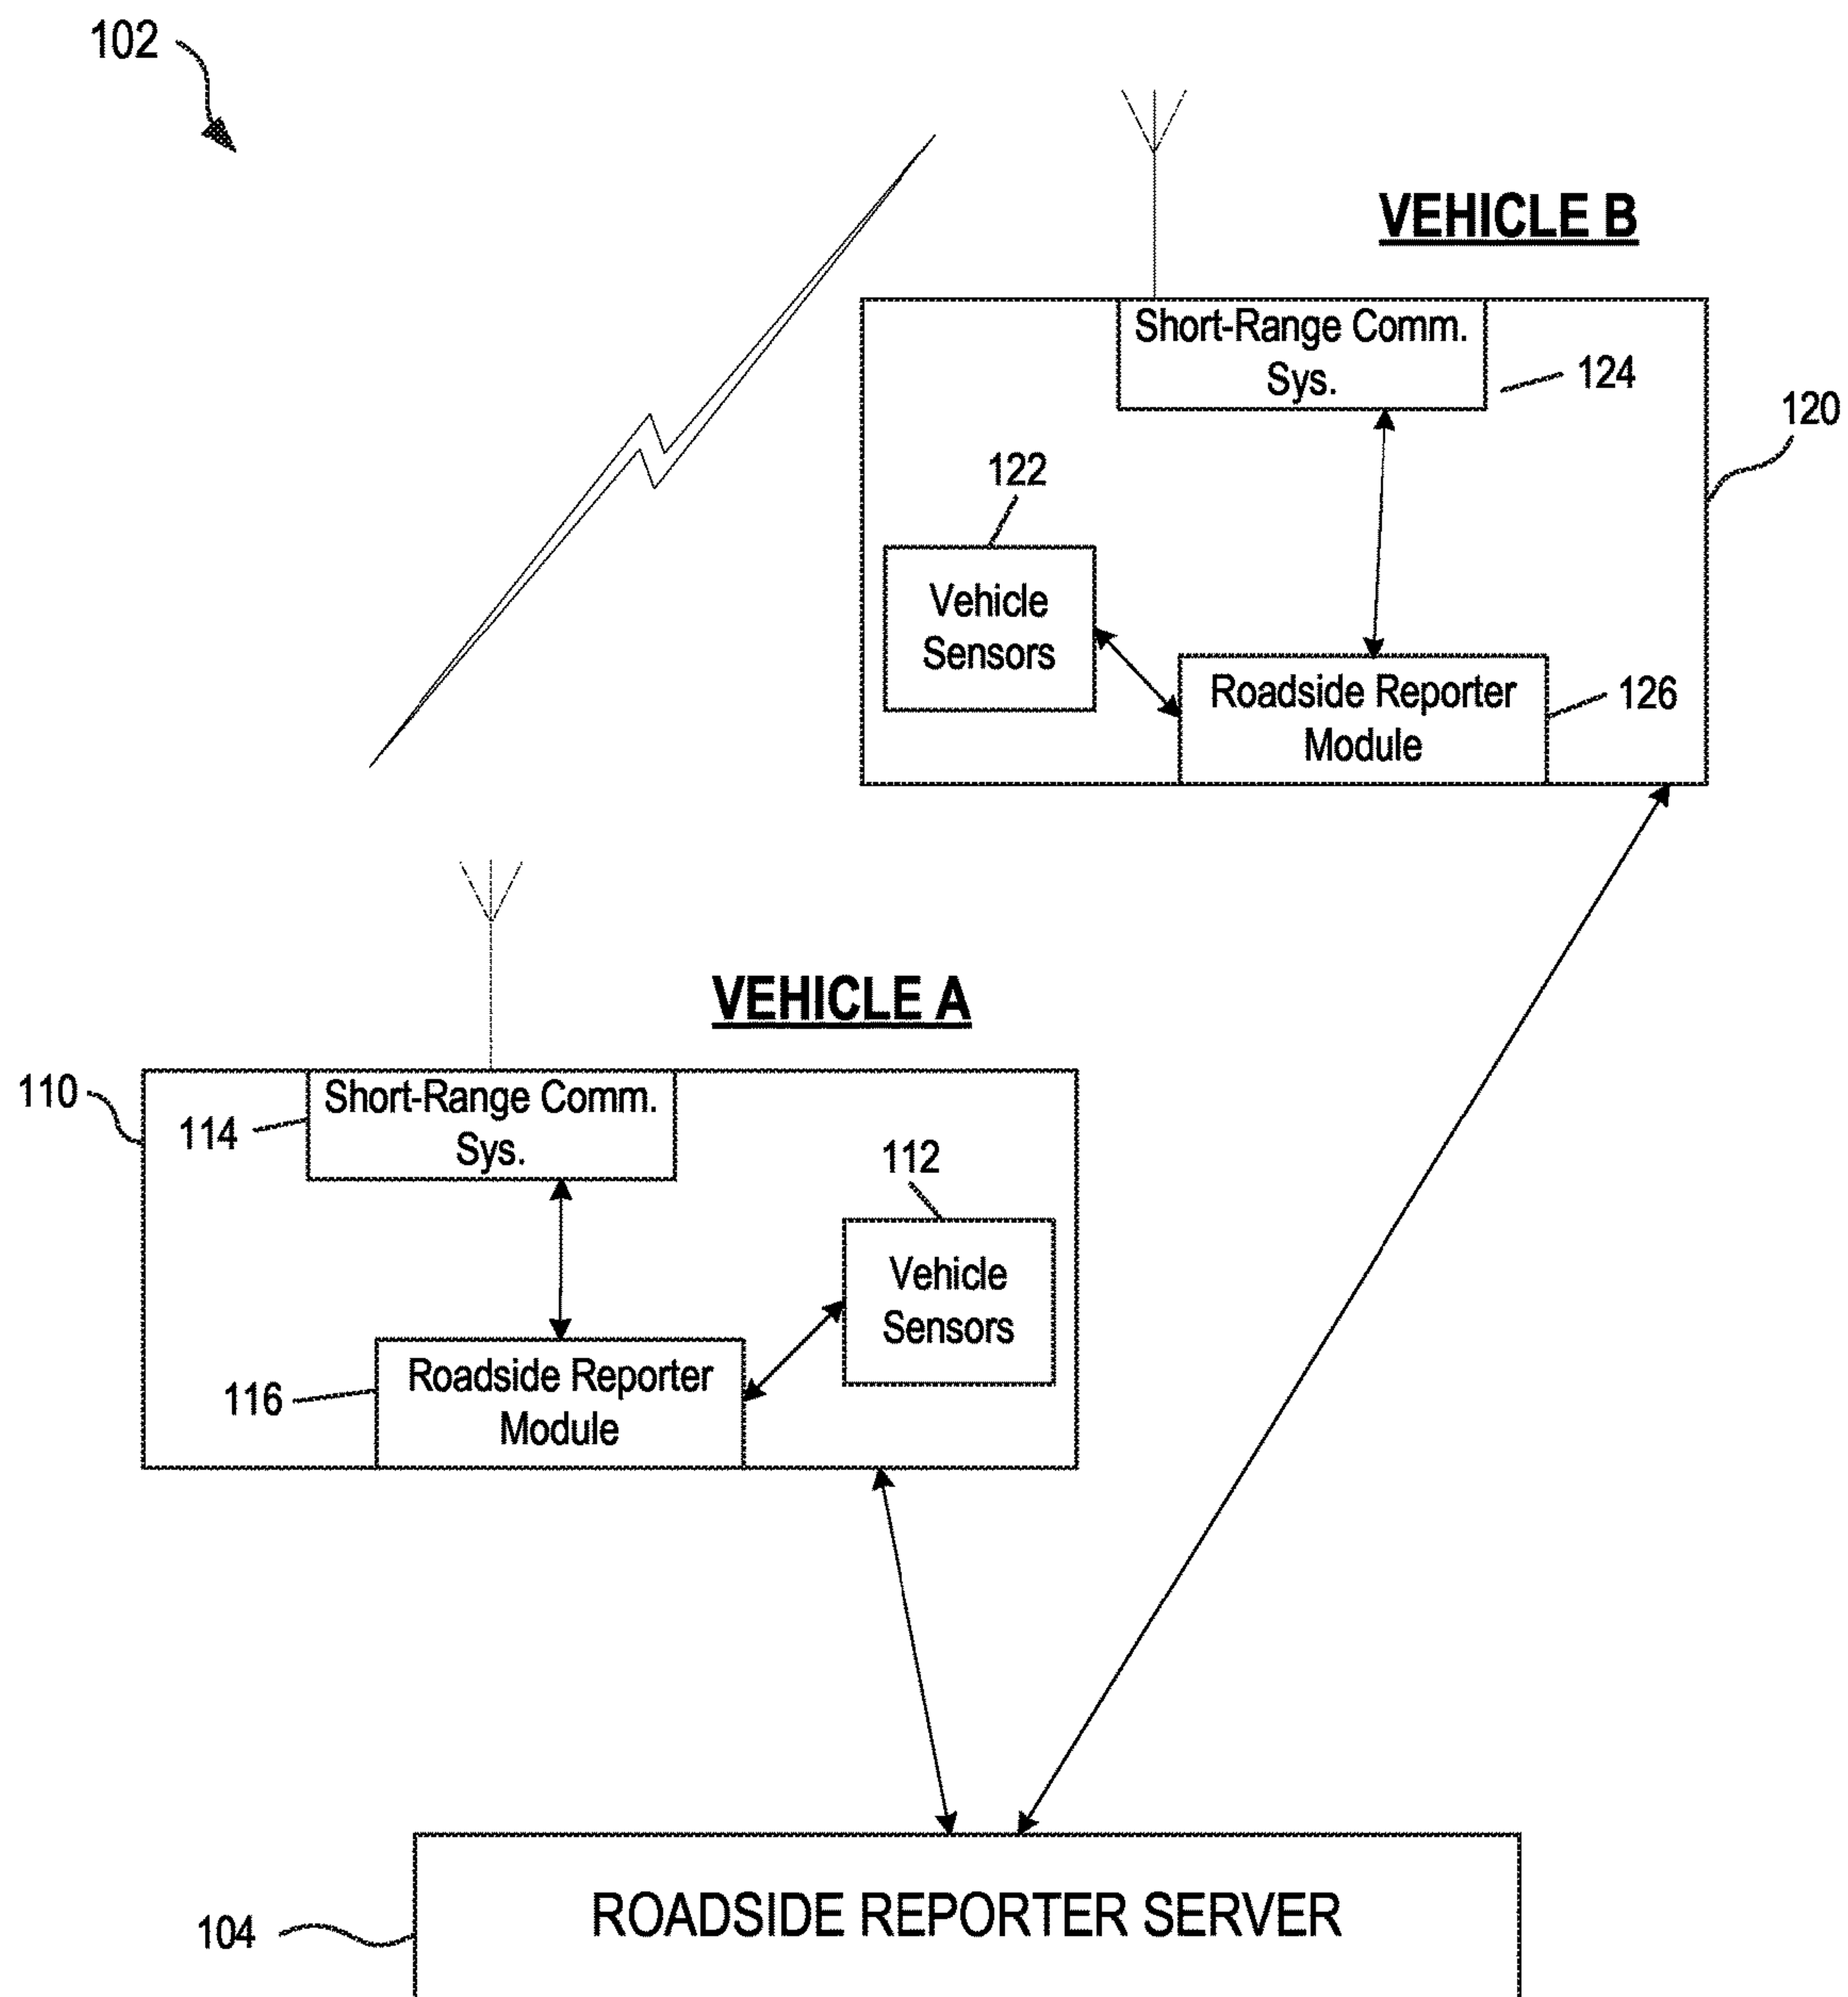 102
VEHICLE B
Short-Range Comm.
Sys.
124
120
122
Vehicle
Sensors
Roadside Reporter
Module
126
VEHICLE A
110
Short-Range Comm.
Sys.
114
112
Vehicle
Sensors
Roadside Reporter
Module
116
ROADSIDE REPORTER SERVER
104